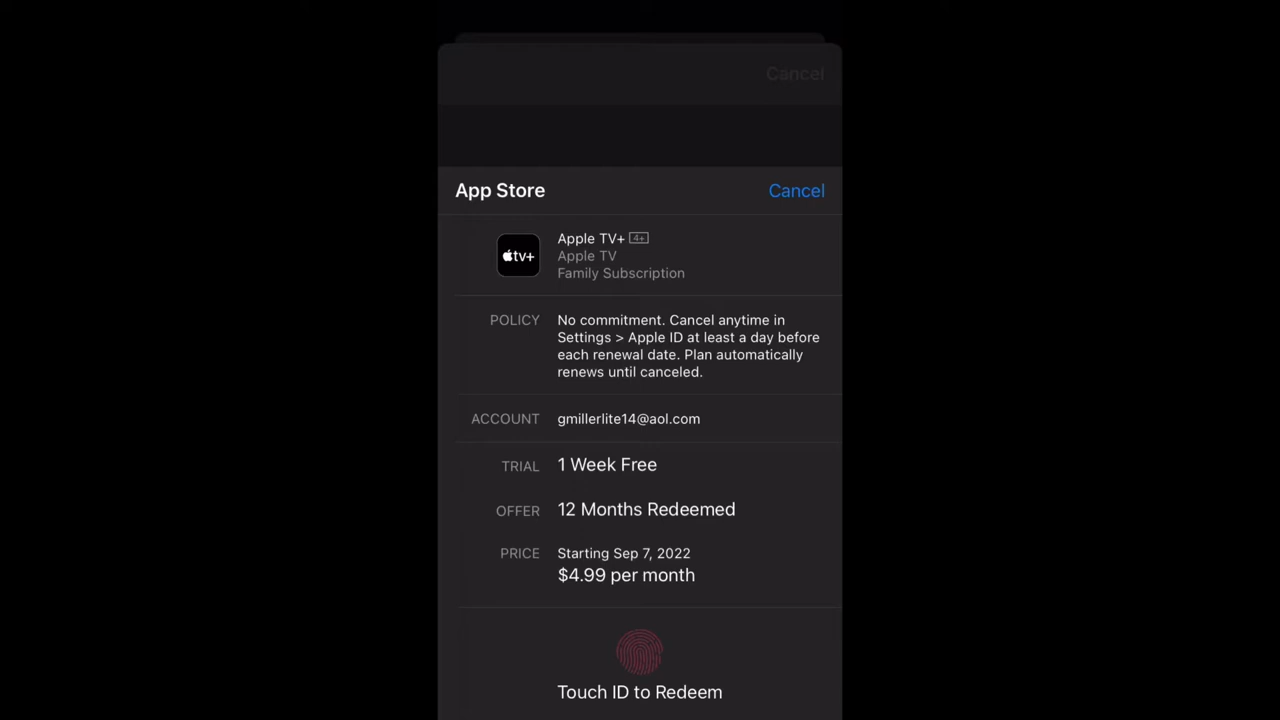 Cancel
App Store
Cancel
tv+
Apple TV+ 4+
Apple TV
Family Subscription
POLICY
No commitment. Cancel anytime in
Settings > Apple ID at least a day before
each renewal date. Plan automatically
renews until canceled.
ACCOUNT
gmillerlite14@aol.com
TRIAL
1 Week Free
OFFER
12 Months Redeemed
PRICE
Starting Sep 7, 2022
$4.99 per month
Touch ID to Redeem